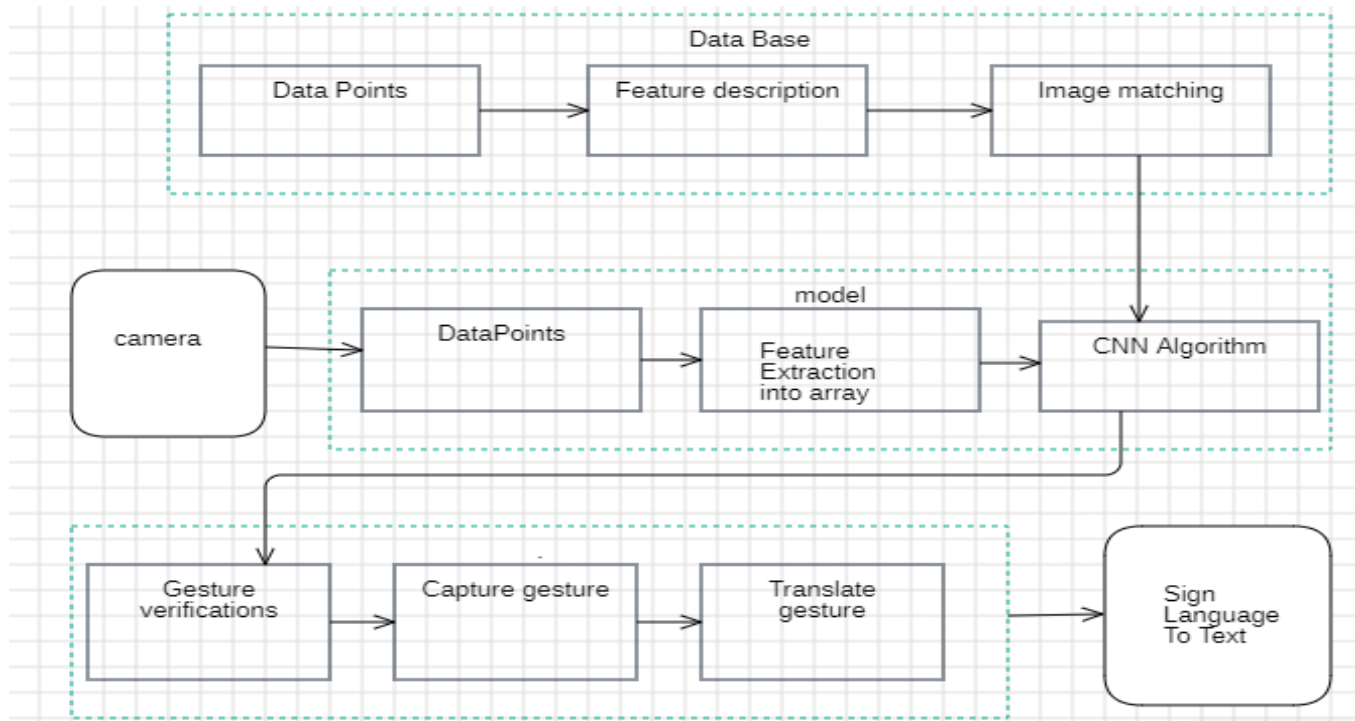 Data Base
Data Points
Feature description
Image matching
camera
model
DataPoints
Feature
Extraction
into array
CNN Algorithm
Gesture
verifications
Capture gesture
Translate
gesture
Sign
Language
To Text